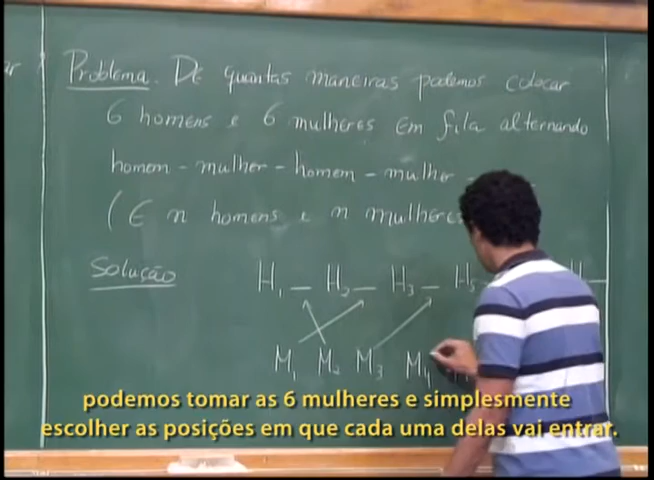 Problema. De quantas maneiras podemos colocar
6 homens e 6 mulheres em fila alternando
homem - mulher - homem - mulher -
(E n homens e n mulheres
Solução
H₁ _ H₂ _ H₃ _ H₅ H _
M₁ M₂ M₃ M₄
podemos tomar as 6 mulheres e simplesmente
escolher as posições em que cada uma delas vai entrar.